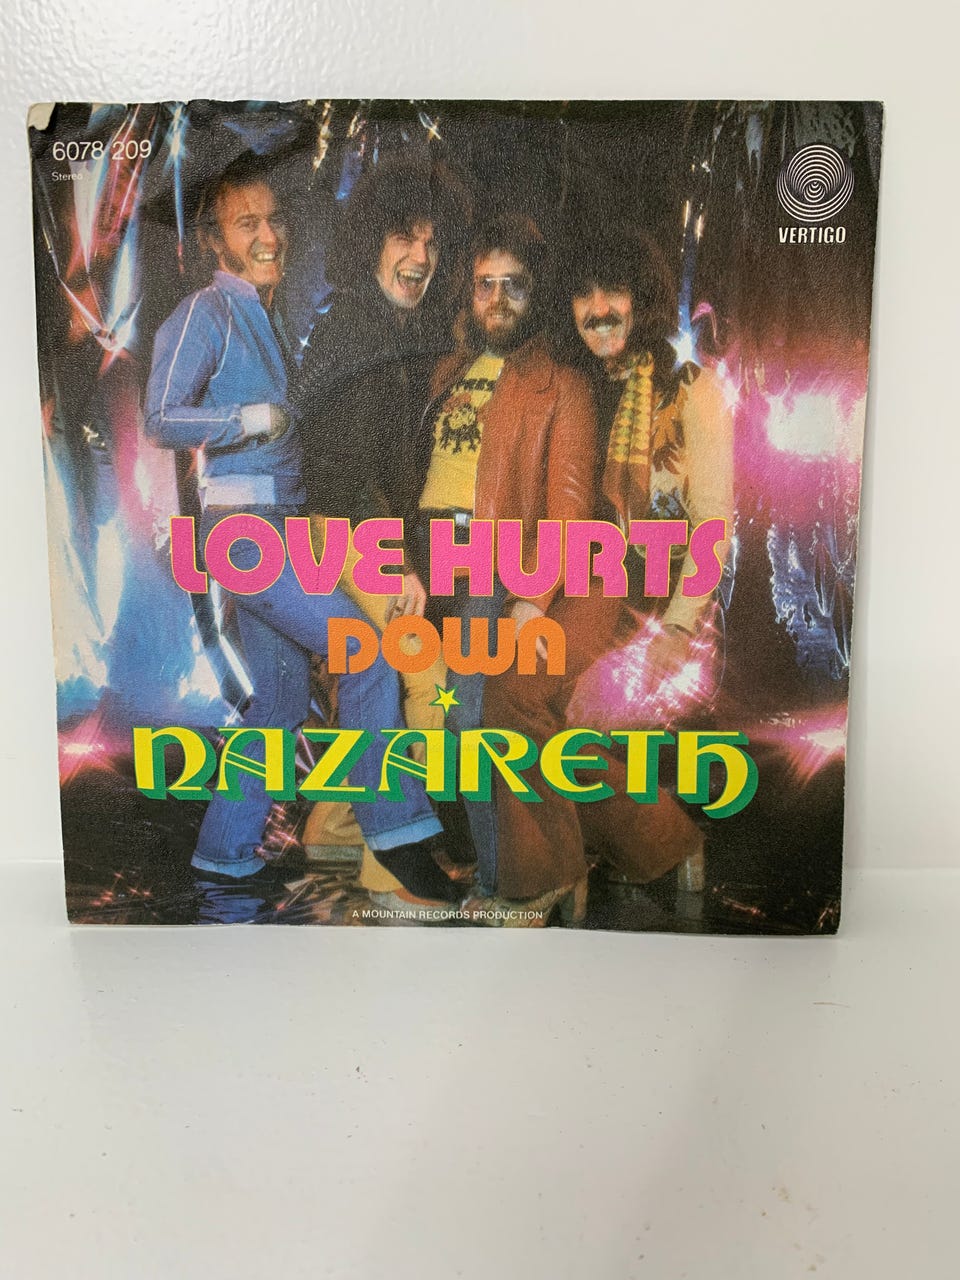 6078 209
Stereo
VERTIGO
LOVE HURTS
DOWN
NAZARETH
A MOUNTAIN RECORDS PRODUCTION